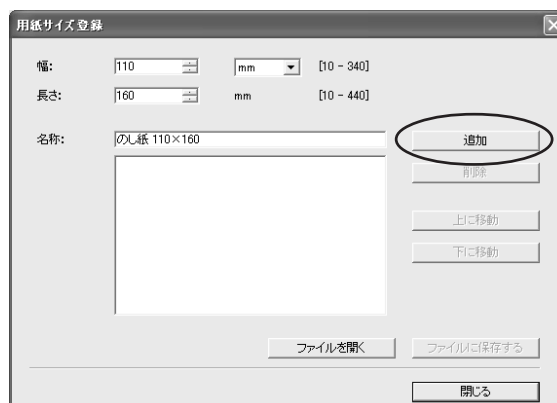 用紙サイズ登録
幅: 110 mm [10 - 340]
長さ: 160 mm [10 - 440]
名称: のし紙 110×160 追加
削除
上に移動
下に移動
ファイルを開く ファイルに保存する
閉じる